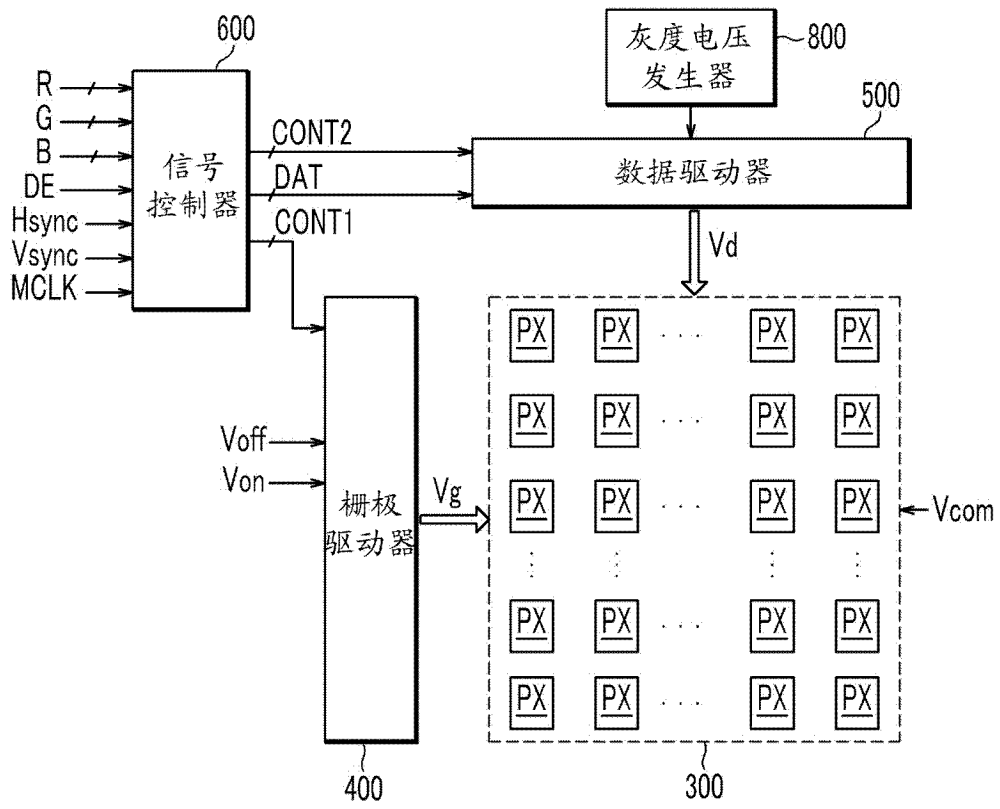 600
R
G
B
DE
Hsync
Vsync
MCLK
信号
控制器
CONT2
DAT
CONT1
灰度电压
发生器
800
500
数据驱动器
Vd
Voff
Von
栅极
驱动器
Vg
400
PX PX · · · PX PX
PX PX · · · PX PX
PX PX · · · PX PX
PX PX · · · PX PX
PX PX · · · PX PX
Vcom
300